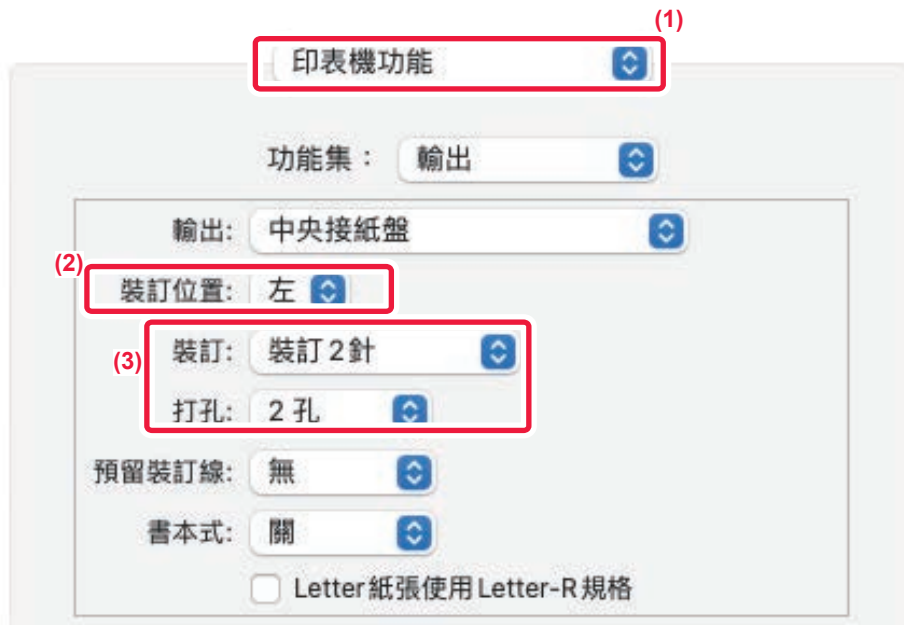 (1)
印表機功能
功能集： 輸出
輸出: 中央接紙盤
(2)
裝訂位置: 左
(3)
裝訂: 裝訂2針
打孔: 2孔
預留裝訂線: 無
書本式: 關
Letter紙張使用Letter-R規格